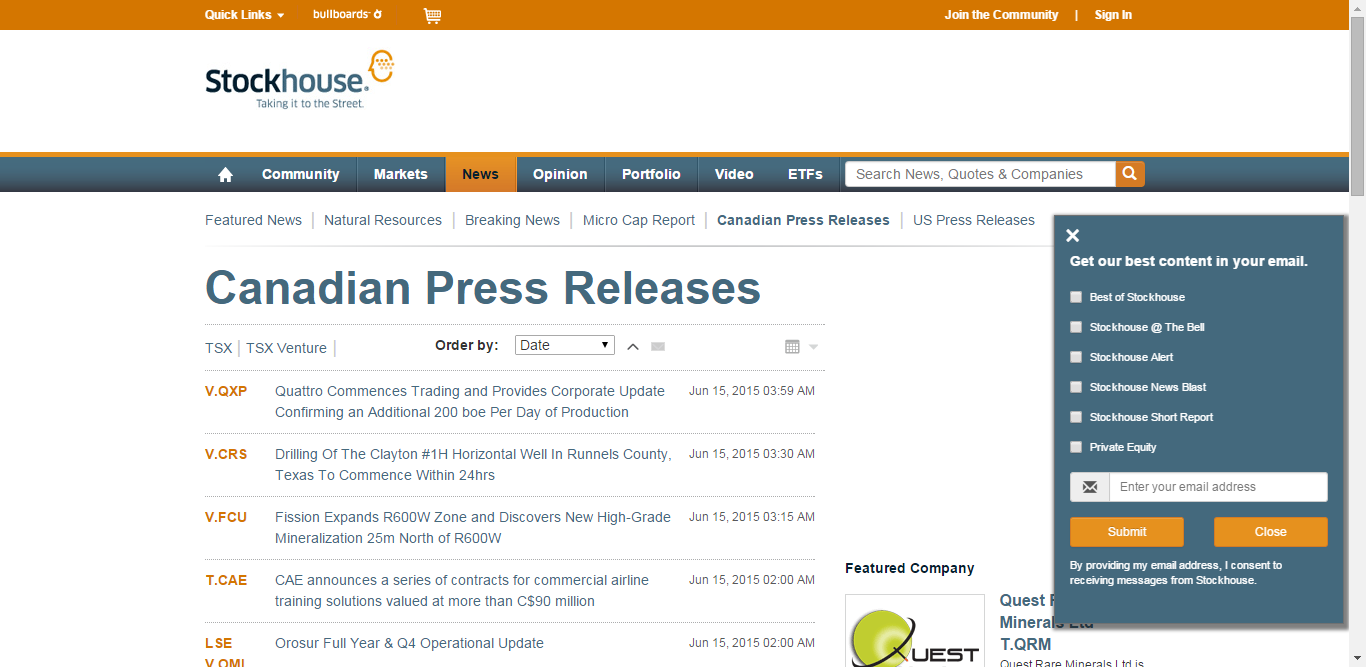 Quick Links
bullboards
Join the Community | Sign In
Stockhouse.
Taking it to the Street.
Community
Markets
News
Opinion
Portfolio
Video
ETFs
Search News, Quotes & Companies
Featured News | Natural Resources | Breaking News | Micro Cap Report | Canadian Press Releases | US Press Releases
Canadian Press Releases
TSX | TSX Venture |
Order by: Date
V.QXP
Quattro Commences Trading and Provides Corporate Update
Confirming an Additional 200 boe Per Day of Production
Jun 15, 2015 03:59 AM
V.CRS
Drilling Of The Clayton #1H Horizontal Well In Runnels County,
Texas To Commence Within 24hrs
Jun 15, 2015 03:30 AM
V.FCU
Fission Expands R600W Zone and Discovers New High-Grade
Mineralization 25m North of R600W
Jun 15, 2015 03:15 AM
T.CAE
CAE announces a series of contracts for commercial airline
training solutions valued at more than C$90 million
Jun 15, 2015 02:00 AM
LSE
V.OMI
Orosur Full Year & Q4 Operational Update
Jun 15, 2015 02:00 AM
Featured Company
QUEST
Quest
Minerals Ltd
T.QRM
Quest Rare Minerals Ltd is
Get our best content in your email.
Best of Stockhouse
Stockhouse @ The Bell
Stockhouse Alert
Stockhouse News Blast
Stockhouse Short Report
Private Equity
Enter your email address
Submit
Close
By providing my email address, I consent to
receiving messages from Stockhouse.